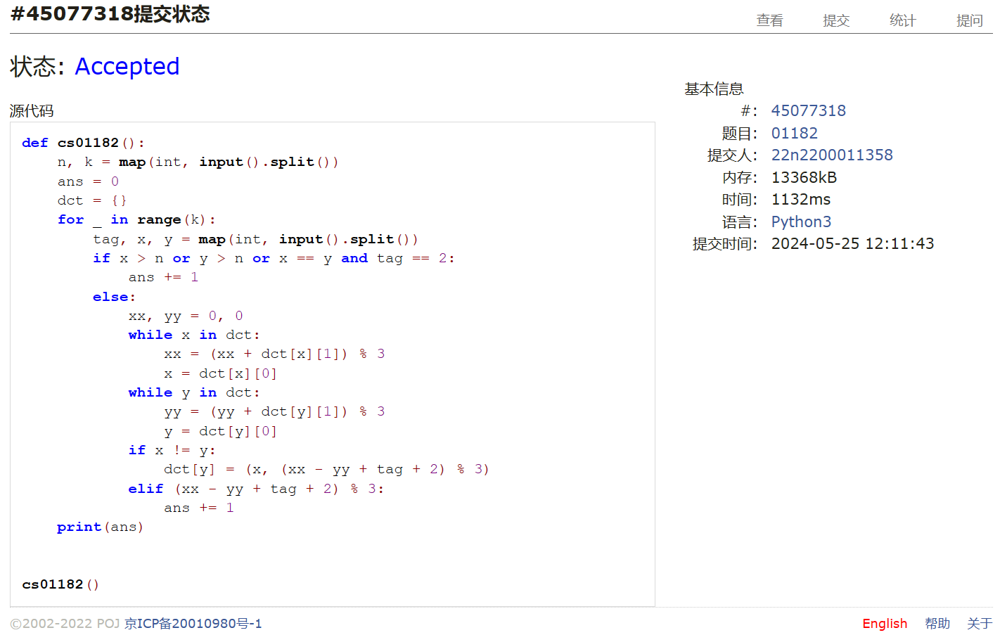 #45077318提交状态
查看 提交 统计 提问
状态: Accepted
源代码
def cs01182():
    n, k = map(int, input().split())
    ans = 0
    dct = {}
    for _ in range(k):
        tag, x, y = map(int, input().split())
        if x > n or y > n or x == y and tag == 2:
            ans += 1
        else:
            xx, yy = 0, 0
            while x in dct:
                xx = (xx + dct[x][1]) % 3
                x = dct[x][0]
            while y in dct:
                yy = (yy + dct[y][1]) % 3
                y = dct[y][0]
            if x != y:
                dct[y] = (x, (xx - yy + tag + 2) % 3)
            elif (xx - yy + tag + 2) % 3:
                ans += 1
    print(ans)
cs01182()
基本信息
#: 45077318
题目: 01182
提交人: 22n2200011358
内存: 13368kB
时间: 1132ms
语言: Python3
提交时间: 2024-05-25 12:11:43
©2002-2022 POJ 京ICP备20010980号-1
English 帮助 关于